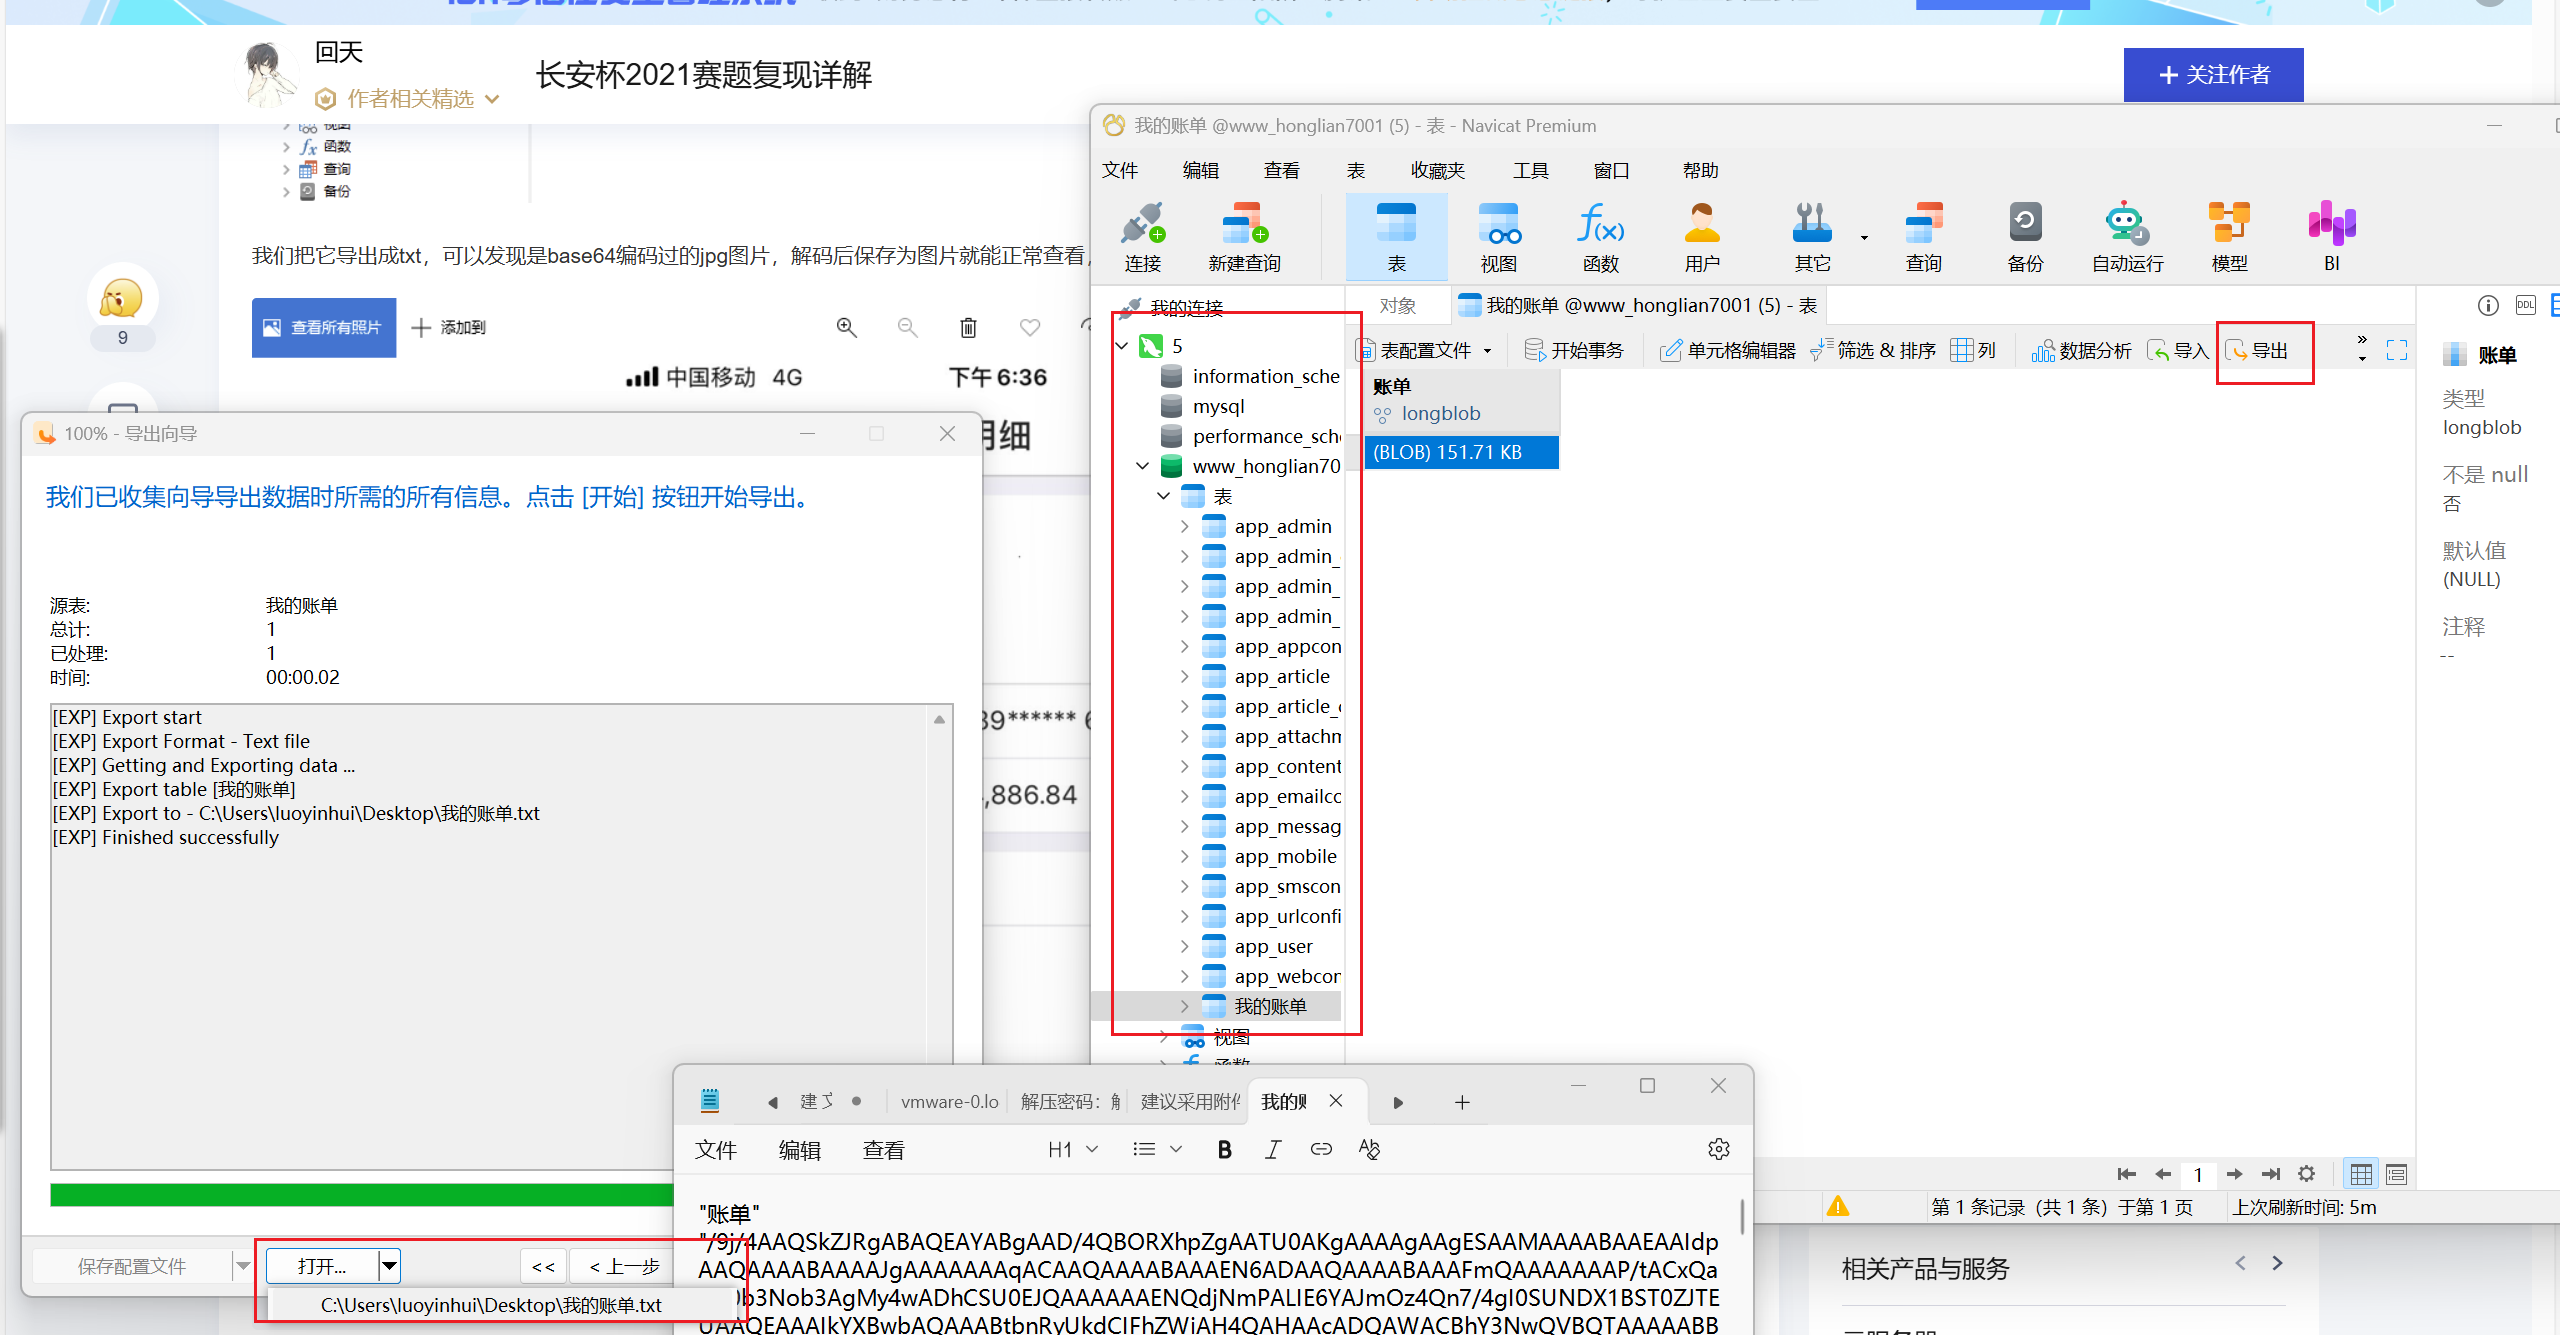 回天
作者相关精选
长安杯2021赛题复现详解
+ 关注作者
视图
函数
查询
备份
我们把它导出成txt，可以发现是base64编码过的jpg图片，解码后保存为图片就能正常查看，
9
查看所有照片
添加到
中国移动 4G
下午 6:36
明细
39******
,886.84
100% - 导出向导
我们已收集向导导出数据时所需的所有信息。点击 [开始] 按钮开始导出。
源表: 我的账单
总计: 1
已处理: 1
时间: 00:00.02
[EXP] Export start
[EXP] Export Format - Text file
[EXP] Getting and Exporting data ...
[EXP] Export table [我的账单]
[EXP] Export to - C:\Users\luoyinhui\Desktop\我的账单.txt
[EXP] Finished successfully
保存配置文件
打开...
<<
< 上一步
C:\Users\luoyinhui\Desktop\我的账单.txt
我的账单 @www_honglian7001 (5) - 表 - Navicat Premium
文件 编辑 查看 表 收藏夹 工具 窗口 帮助
连接 新建查询 表 视图 函数 用户 其它 查询 备份 自动运行 模型 BI
我的连接
对象
我的账单 @www_honglian7001 (5) - 表
表配置文件 开始事务 单元格编辑器 筛选 & 排序 列 数据分析 导入 导出
5
information_sche
mysql
performance_sch
www_honglian70
表
app_admin
app_admin_
app_admin_
app_admin_
app_appcon
app_article
app_article_
app_attachm
app_content
app_emailco
app_messag
app_mobile
app_smscon
app_urlconfi
app_user
app_webcon
我的账单
视图
函数
账单
longblob
(BLOB) 151.71 KB
DDL
账单
类型
longblob
不是 null
否
默认值
(NULL)
注释
--
1
第 1 条记录（共 1 条）于第 1 页
上次刷新时间: 5m
vmware-0.lo
解压密码：
建议采用附件
我的账
文件 编辑 查看 H1 B I
"账单"
"/9j/4AAQSkZJRgABAQEAYABgAAD/4QBORXhpZgAATU0AKgAAAAgAAgESAAMAAAABAAEAAIdp
AAQAAAABAAAAJgAAAAAAAqACAAQAAAABAAAEN6ADAAQAAAABAAAFmQAAAAAAAP/tACxQa
b3Nob3AgMy4wADhCSU0EJQAAAAAAENQdjNmPALIE6YAJmOz4Qn7/4gI0SUNDX1BST0ZJTE
UAAQEAAAIkYXBwbAQAAABtbnRyUkdCIFhZWiAH4QAHAAcADQAWACBhY3NwQVBQTAAAAABB
相关产品与服务